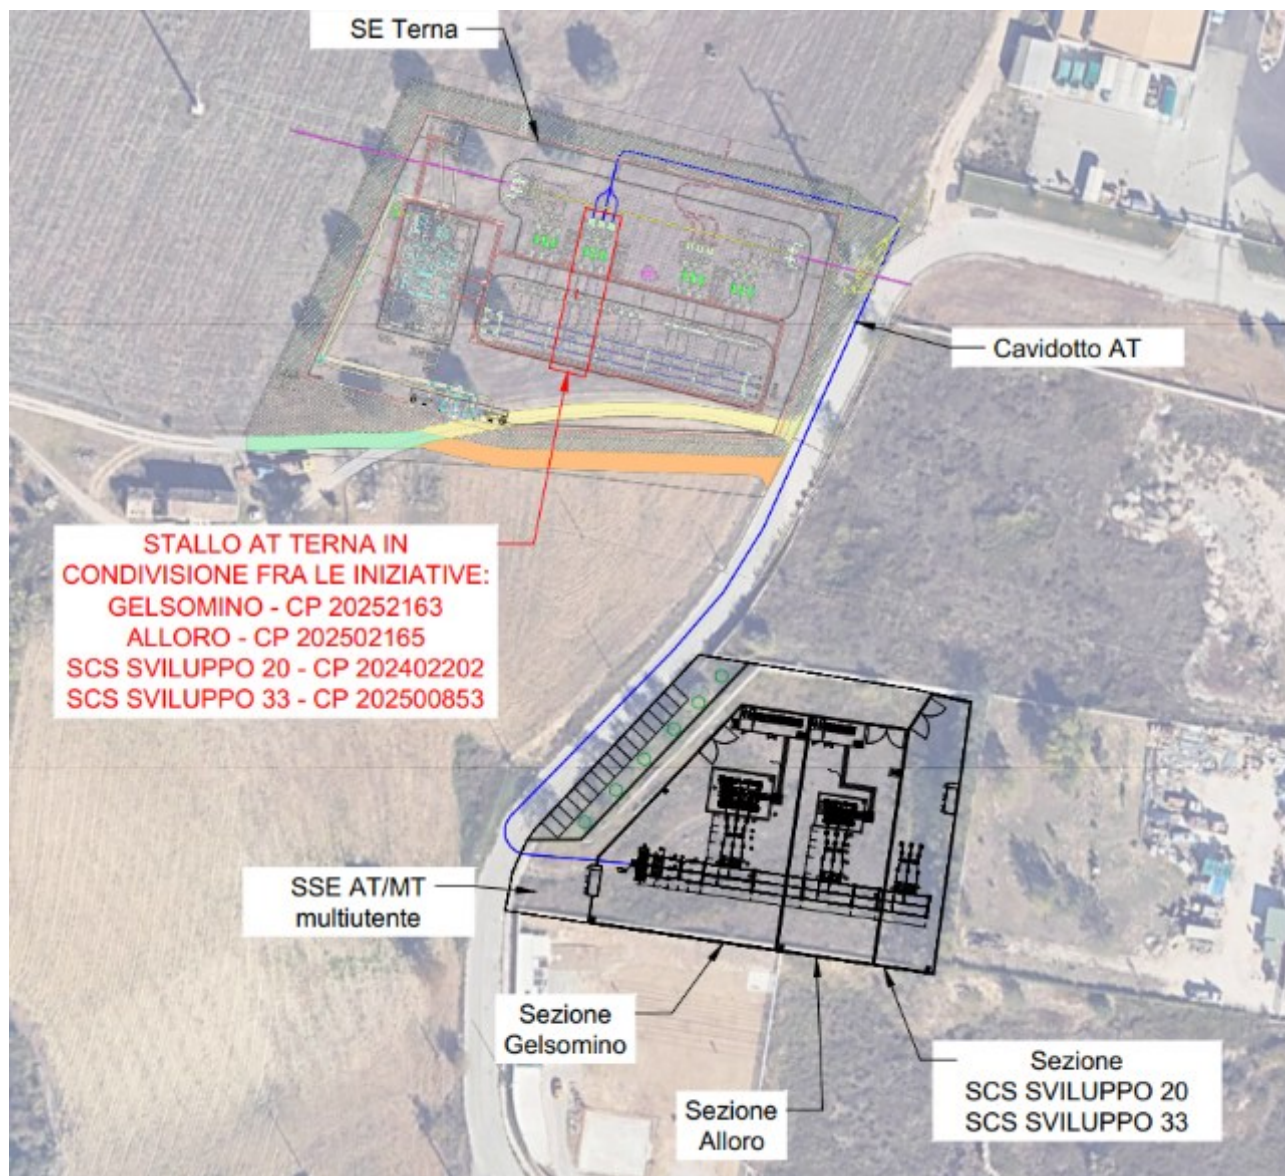 SE Terna
Cavidotto AT
STALLO AT TERNA IN
CONDIVISIONE FRA LE INIZIATIVE:
GELSOMINO - CP 20252163
ALLORO - CP 202502165
SCS SVILUPPO 20 - CP 202402202
SCS SVILUPPO 33 - CP 202500853
SSE AT/MT
multiutente
Sezione
Gelsomino
Sezione
Alloro
Sezione
SCS SVILUPPO 20
SCS SVILUPPO 33